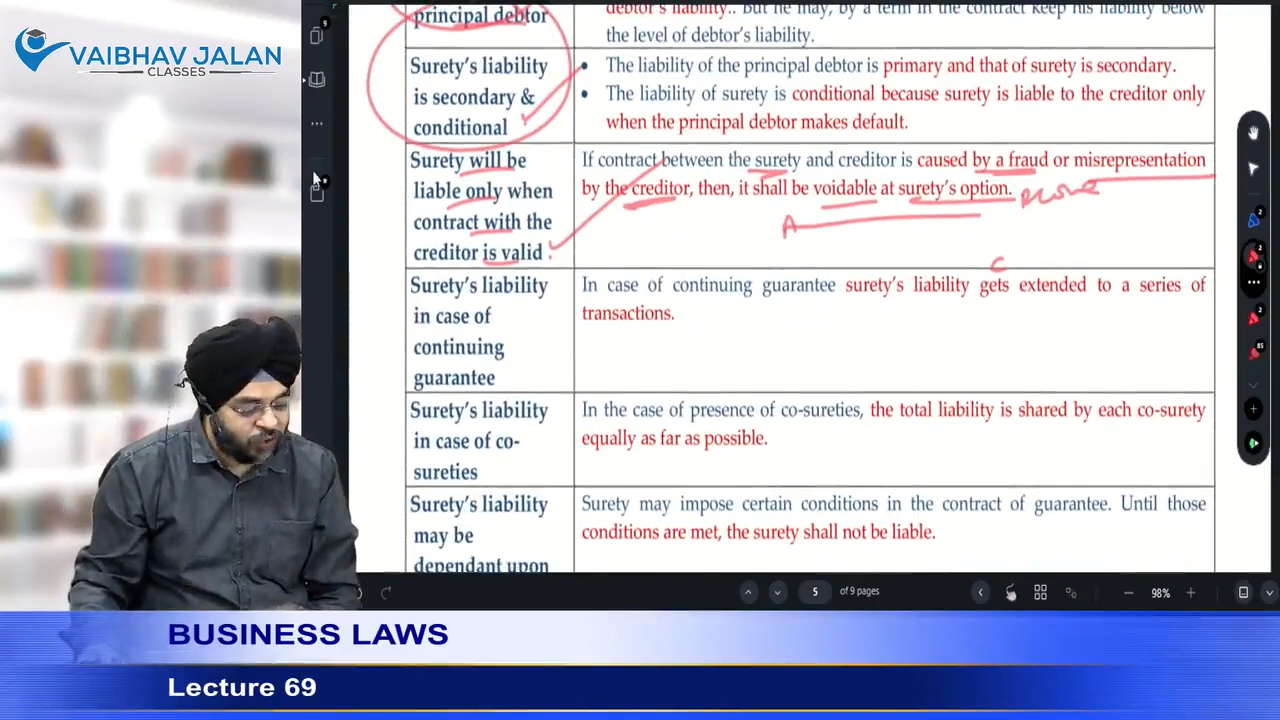 VAIBHAV JALAN
CLASSES
principal debtor
debtor's liability.. But he may, by a term in the contract keep his liability below
the level of debtor's liability.
Surety's liability
is secondary &
conditional
• The liability of the principal debtor is primary and that of surety is secondary.
• The liability of surety is conditional because surety is liable to the creditor only
when the principal debtor makes default.
Surety will be
liable only when
contract with the
creditor is valid
If contract between the surety and creditor is caused by a fraud or misrepresentation
by the creditor, then, it shall be voidable at surety's option.
A
C
Surety's liability
in case of
continuing
guarantee
In case of continuing guarantee surety's liability gets extended to a series of
transactions.
Surety's liability
in case of co-
sureties
In the case of presence of co-sureties, the total liability is shared by each co-surety
equally as far as possible.
Surety's liability
may be
dependant upon
Surety may impose certain conditions in the contract of guarantee. Until those
conditions are met, the surety shall not be liable.
5
of 9 pages
98%
BUSINESS LAWS
Lecture 69